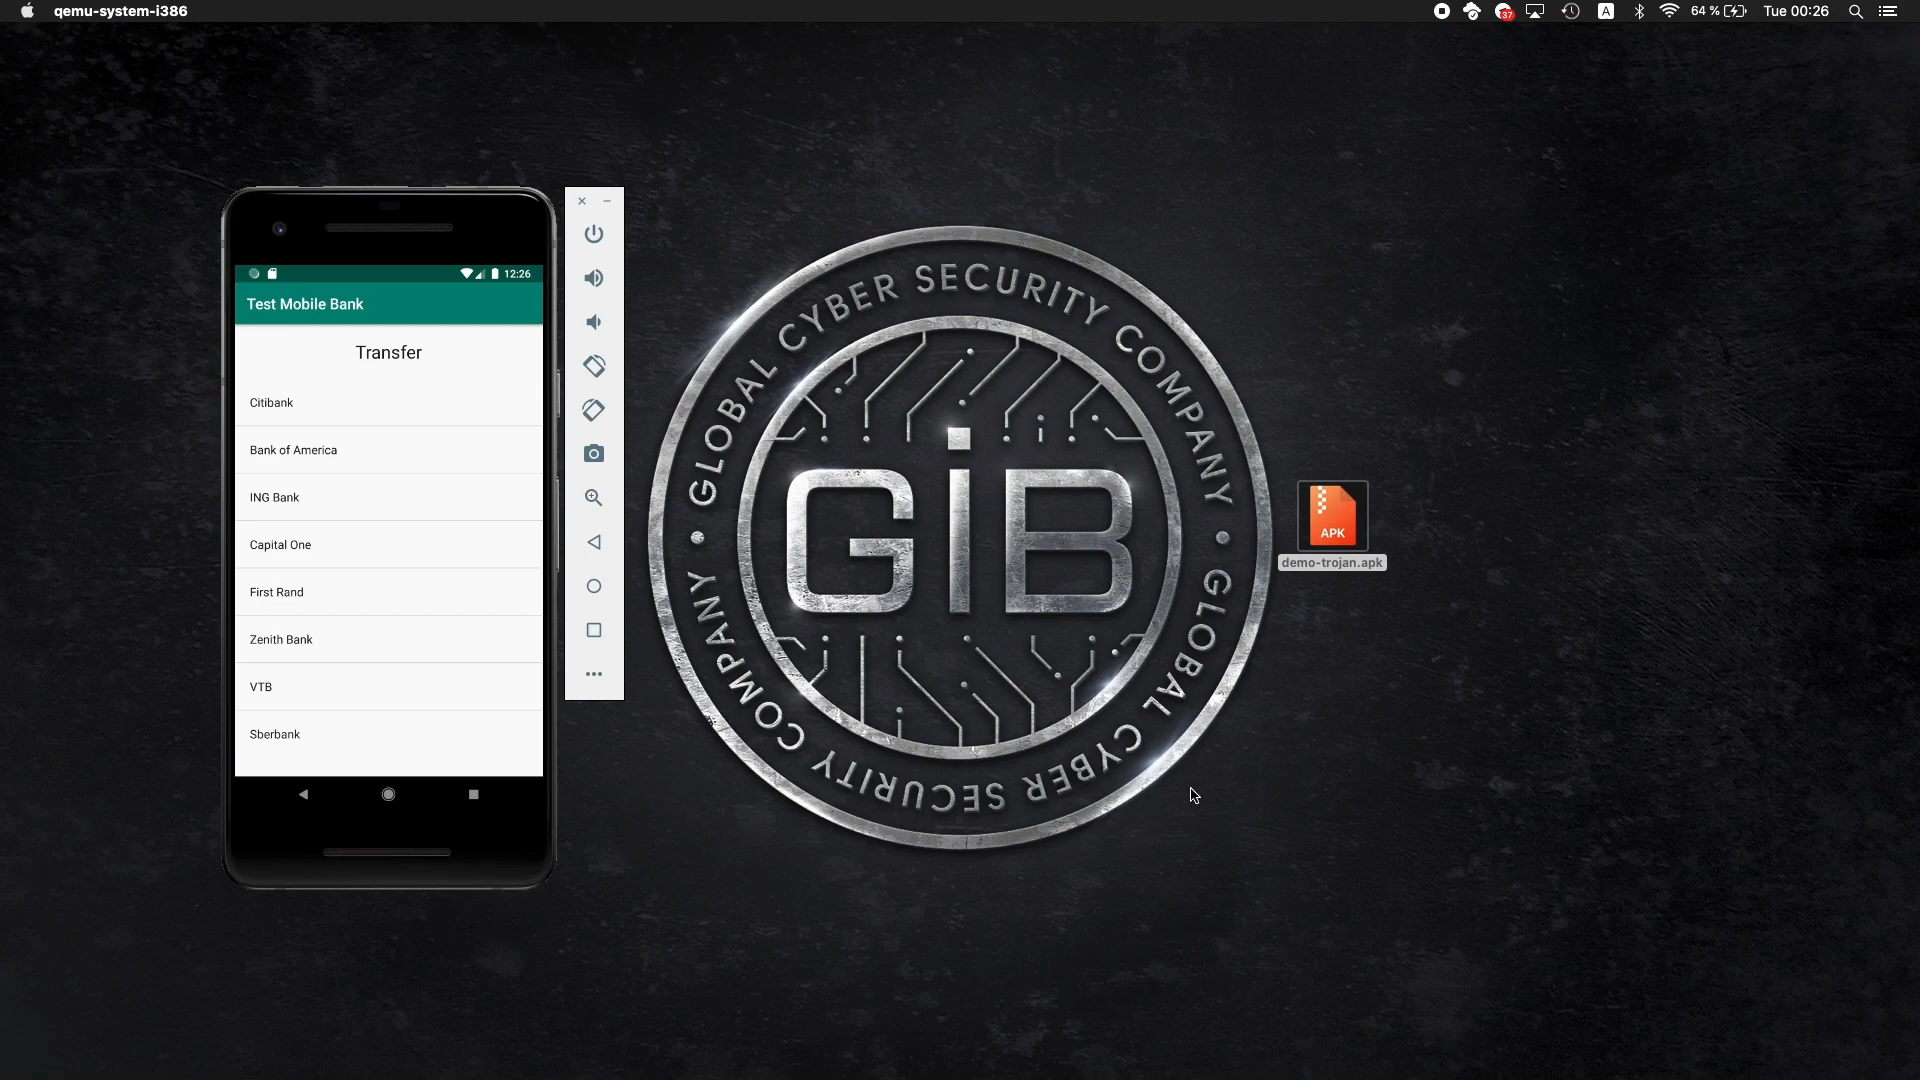 qemu-system-i386
37
A
64 %
Tue 00:26
12:26
Test Mobile Bank
Transfer
Citibank
Bank of America
ING Bank
Capital One
First Rand
Zenith Bank
VTB
Sberbank
GLOBAL CYBER SECURITY COMPANY • GLOBAL CYBER SECURITY COMPANY •
GiB
APK
demo-trojan.apk